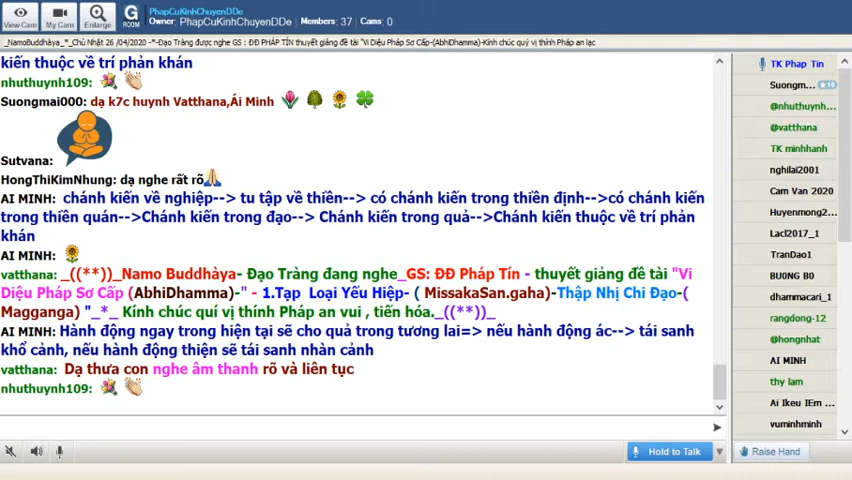 View Cam
My Cam
Enlarge
G
ROOM
PhapCuKinhChuyenDDe
Owner: PhapCuKinhChuyenDDe Members: 37 Cams: 0
_NamoBuddhàya_*_Chủ Nhật 26 /04/2020 -*-Đạo Tràng được nghe GS : ĐĐ PHÁP TÍN thuyết giảng đề tài "Vi Diệu Pháp Sơ Cấp-(AbhiDhamma)-Kính chúc quý vị thính Pháp an lạc
kiến thuộc về trí phản khán
nhuthuynh109:
Suongmai000: dạ k7c huynh Vatthana,Ái Minh
Sutvana:
HongThiKimNhung: dạ nghe rất rõ
AI MINH: chánh kiến về nghiệp--> tu tập về thiền--> có chánh kiến trong thiền định-->có chánh kiến
trong thiền quán-->Chánh kiến trong đạo--> Chánh kiến trong quả-->Chánh kiến thuộc về trí phản
khán
AI MINH:
vatthana: _((**))_Namo Buddhàya- Đạo Tràng đang nghe_GS: ĐĐ Pháp Tín - thuyết giảng đề tài "Vi
Diệu Pháp Sơ Cấp (AbhiDhamma)-" - 1.Tạp Loại Yếu Hiệp- ( MissakaSan.gaha)-Thập Nhị Chi Đạo-(
Magganga) "_*_ Kính chúc quí vị thính Pháp an vui , tiến hóa._((**))_
AI MINH: Hành động ngay trong hiện tại sẽ cho quả trong tương lai=> nếu hành động ác--> tái sanh
khổ cảnh, nếu hành động thiện sẽ tái sanh nhàn cảnh
vatthana: Dạ thưa con nghe âm thanh rõ và liên tục
nhuthuynh109:
Hold to Talk
TK Phap Tin
Suongm... 10
@nhuthuynh...
@vatthana
TK minhhanh
nghilai2001
Cam Van 2020
Huyenmong2...
Lacl2017_1
TranDao1
BUONG B0
dhammacari_1
rangdong-12
@hongnhat
AI MINH
thy lam
Ai Ikeu IEm ...
vuminhminh
Raise Hand